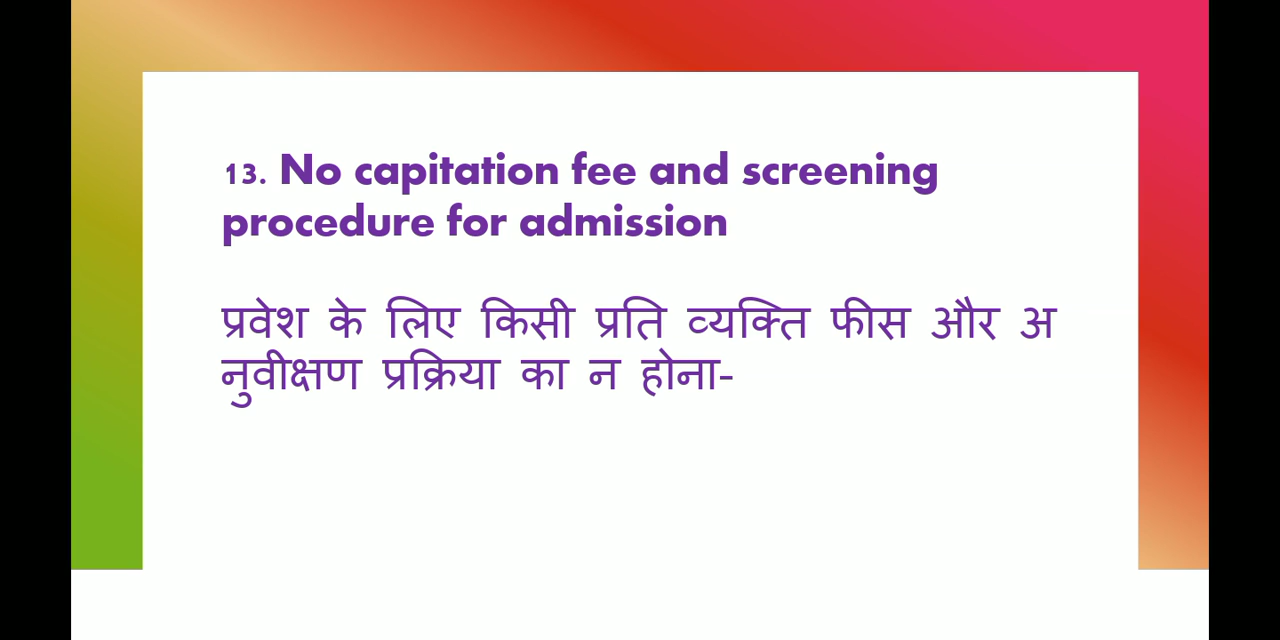 13. No capitation fee and screening
procedure for admission
प्रवेश के लिए किसी प्रति व्यक्ति फीस और अ
नुवीक्षण प्रक्रिया का न होना-